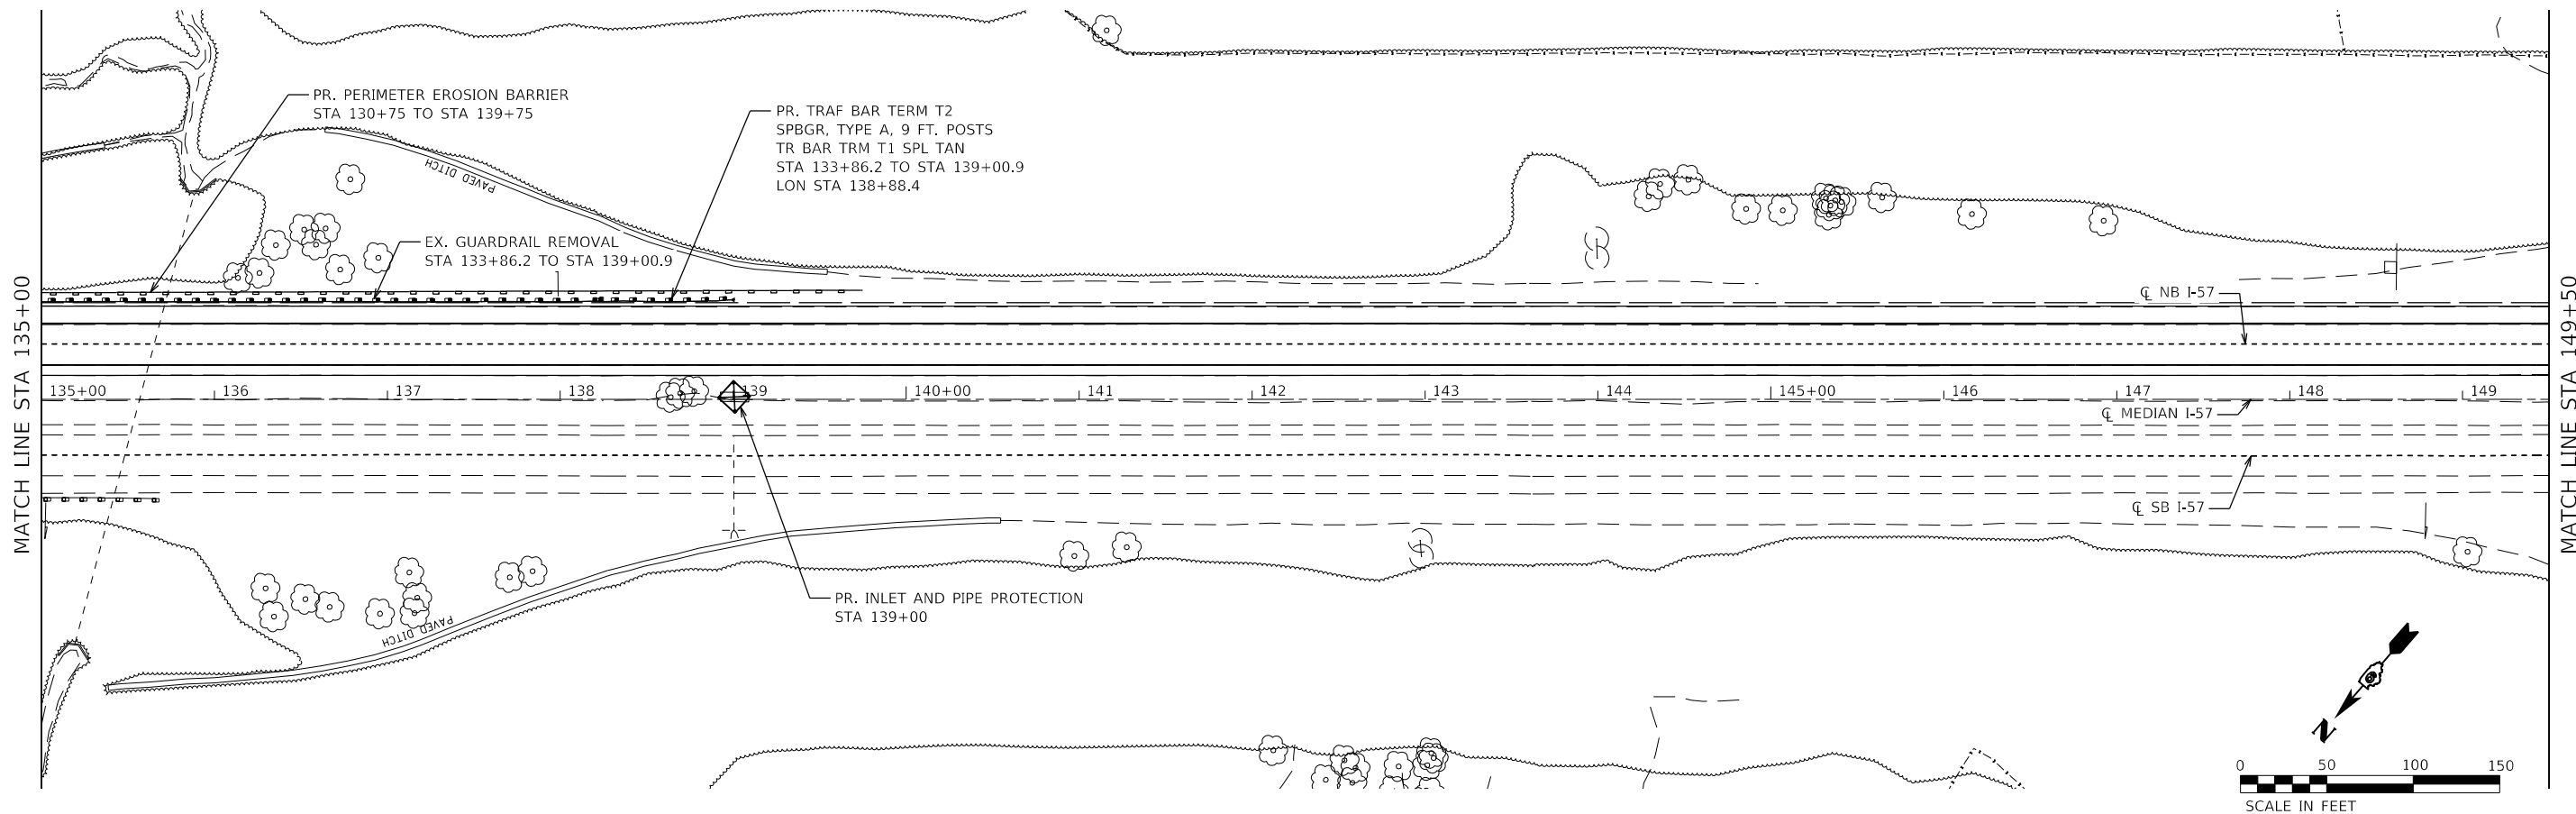 PR. PERIMETER EROSION BARRIER
STA 130+75 TO STA 139+75
PR. TRAF BAR TERM T2
SPBGR, TYPE A, 9 FT. POSTS
TR BAR TRM T1 SPL TAN
STA 133+86.2 TO STA 139+00.9
LON STA 138+88.4
PAVED DITCH
EX. GUARDRAIL REMOVAL
STA 133+86.2 TO STA 139+00.9
MATCH LINE STA 135+00
MATCH LINE STA 149+50
℄ NB I-57
135+00 136 137 138 139 140+00 141 142 143 144 145+00 146 147 148 149
℄ MEDIAN I-57
℄ SB I-57
PR. INLET AND PIPE PROTECTION
STA 139+00
PAVED DITCH
N
0 50 100 150
SCALE IN FEET